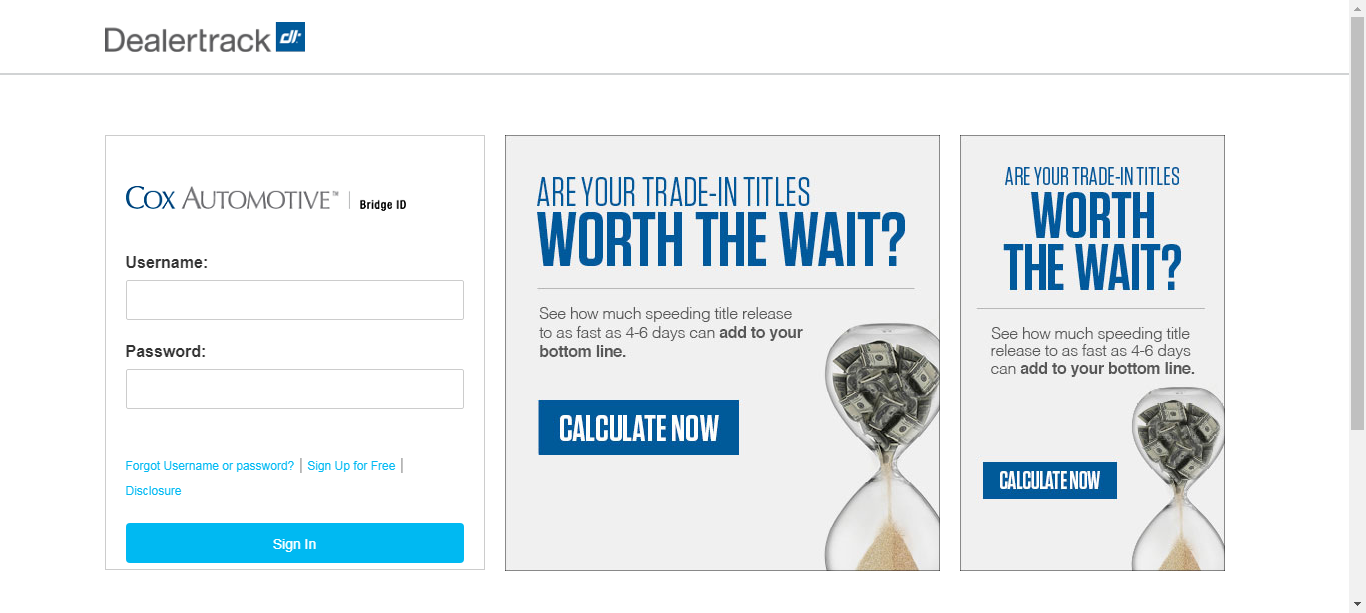 Dealertrack dt
COX AUTOMOTIVE™ | Bridge ID
Username:
Password:
Forgot Username or password? | Sign Up for Free |
Disclosure
Sign In
ARE YOUR TRADE-IN TITLES
WORTH THE WAIT?
See how much speeding title release
to as fast as 4-6 days can add to your
bottom line.
CALCULATE NOW
ARE YOUR TRADE-IN TITLES
WORTH
THE WAIT?
See how much speeding title
release to as fast as 4-6 days
can add to your bottom line.
CALCULATE NOW